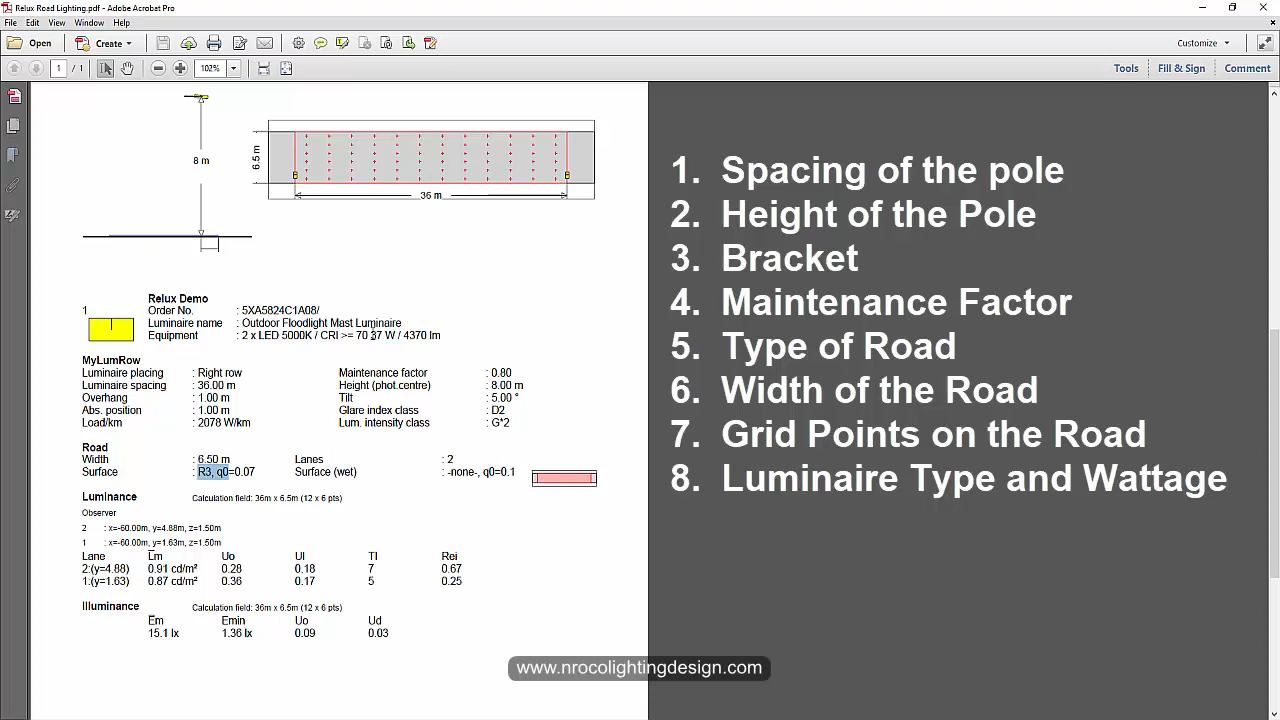 Relux Road Lighting.pdf - Adobe Acrobat Pro
File Edit View Window Help
Open Create Customize
1 / 1 102% Tools Fill & Sign Comment
8 m
6.5 m
36 m
Relux Demo
1 Order No. : 5XA5824C1A08/
Luminaire name : Outdoor Floodlight Mast Luminaire
Equipment : 2 x LED 5000K / CRI >= 70 37 W / 4370 lm
MyLumRow
Luminaire placing : Right row Maintenance factor : 0.80
Luminaire spacing : 36.00 m Height (phot.centre) : 8.00 m
Overhang : 1.00 m Tilt : 5.00 °
Abs. position : 1.00 m Glare index class : D2
Load/km : 2078 W/km Lum. intensity class : G*2
Road
Width : 6.50 m Lanes : 2
Surface : R3, q0=0.07 Surface (wet) : -none-, q0=0.1
Luminance Calculation field: 36m x 6.5m (12 x 6 pts)
Observer
2 : x=-60.00m, y=4.88m, z=1.50m
1 : x=-60.00m, y=1.63m, z=1.50m
Lane Lm Uo Ul TI Rei
2:(y=4.88) 0.91 cd/m² 0.28 0.18 7 0.67
1:(y=1.63) 0.87 cd/m² 0.36 0.17 5 0.25
Illuminance Calculation field: 36m x 6.5m (12 x 6 pts)
Em Emin Uo Ud
15.1 lx 1.36 lx 0.09 0.03
1. Spacing of the pole
2. Height of the Pole
3. Bracket
4. Maintenance Factor
5. Type of Road
6. Width of the Road
7. Grid Points on the Road
8. Luminaire Type and Wattage
www.nrocolightingdesign.com